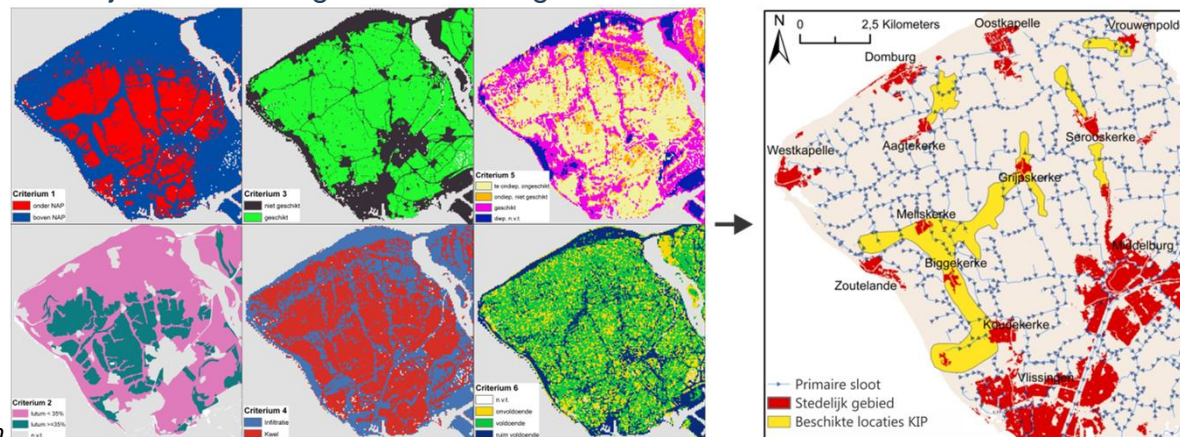 Criterium 1
onder NAP
boven NAP
Criterium 3
niet geschikt
geschikt
Criterium 5
te ondiep, ongeschikt
ondiep, niet geschikt
geschikt
diep, n.v.t.
Criterium 2
lutum < 35%
lutum >=35%
n.v.t.
Criterium 4
Infiltratie
Kwel
Criterium 6
n.v.t.
onvoldoende
voldoende
ruim voldoende
N
0 2,5 Kilometers
Oostkapelle
Vrouwenpolde
Domburg
Aagtekerke
Serooskerke
Westkapelle
Grijpskerke
Meliskerke
Middelburg
Biggekerke
Zoutelande
Koudekerke
Vlissingen
Primaire sloot
Stedelijk gebied
Beschikte locaties KIP